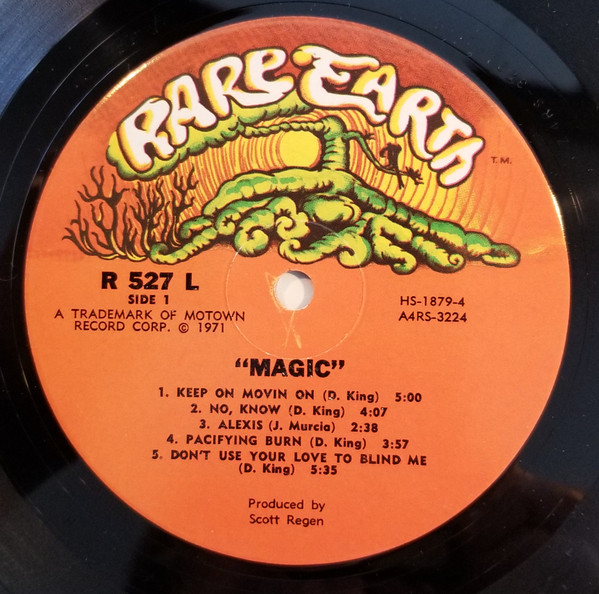 RARE EARTH
T.M.
R 527 L
SIDE 1
A TRADEMARK OF MOTOWN
RECORD CORP. © 1971
HS-1879-4
A4RS-3224
"MAGIC"
1. KEEP ON MOVIN ON (D. King) 5:00
2. NO, KNOW (D. King) 4:07
3. ALEXIS (J. Murcia) 2:38
4. PACIFYING BURN (D. King) 3:57
5. DON'T USE YOUR LOVE TO BLIND ME
(D. King) 5:35
Produced by
Scott Regen